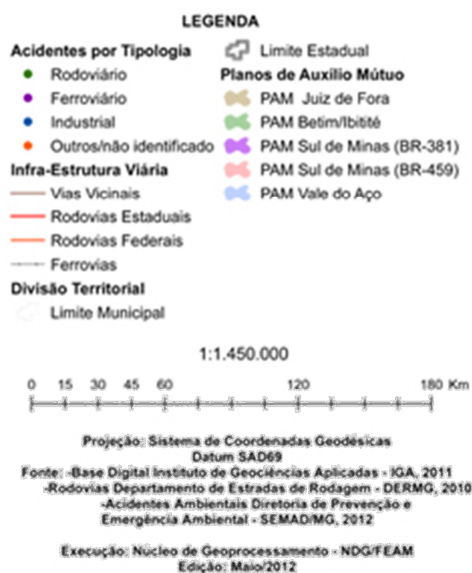 LEGENDA
Acidentes por Tipologia
Rodoviário
Ferroviário
Industrial
Outros/não identificado
Infra-Estrutura Viária
Vias Vicinais
Rodovias Estaduais
Rodovias Federais
Ferrovias
Divisão Territorial
Limite Municipal
Limite Estadual
Planos de Auxílio Mútuo
PAM Juiz de Fora
PAM Betim/Ibitité
PAM Sul de Minas (BR-381)
PAM Sul de Minas (BR-459)
PAM Vale do Aço
1:1.450.000
0 15 30 45 60 120 180 Km
Projeção: Sistema de Coordenadas Geodésicas
Datum SAD69
Fonte: -Base Digital Instituto de Geociências Aplicadas - IGA, 2011
-Rodovias Departamento de Estradas de Rodagem - DERMG, 2010
-Acidentes Ambientais Diretoria de Prevenção e
Emergência Ambiental - SEMAD/MG, 2012
Execução: Núcleo de Geoprocessamento - NDG/FEAM
Edição: Maio/2012